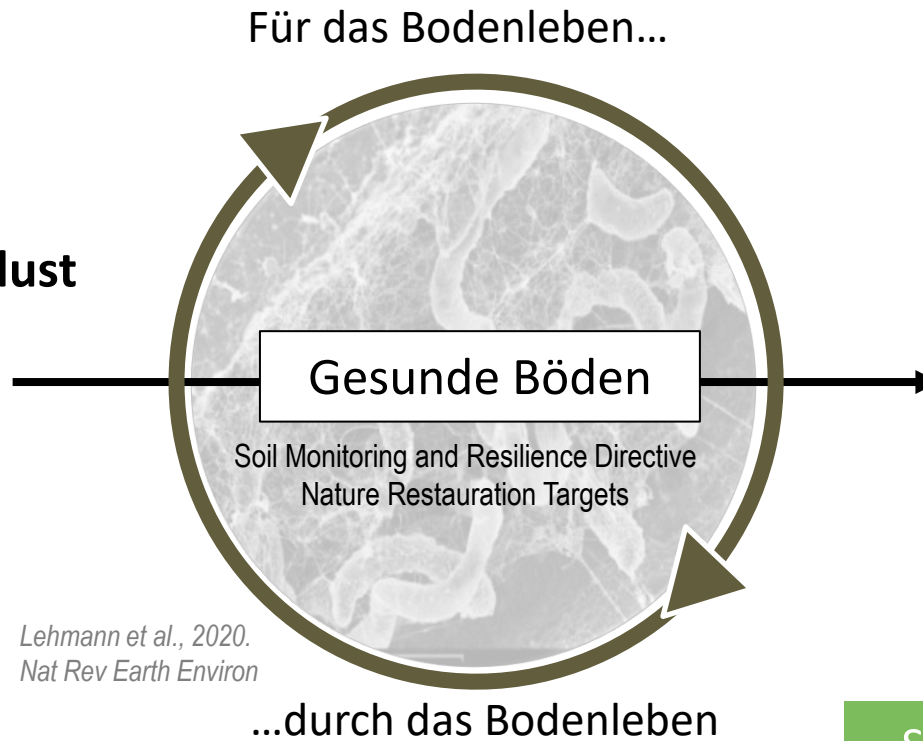 Für das Bodenleben...
lust
Gesunde Böden
Soil Monitoring and Resilience Directive
Nature Restauration Targets
Lehmann et al., 2020.
Nat Rev Earth Environ
...durch das Bodenleben